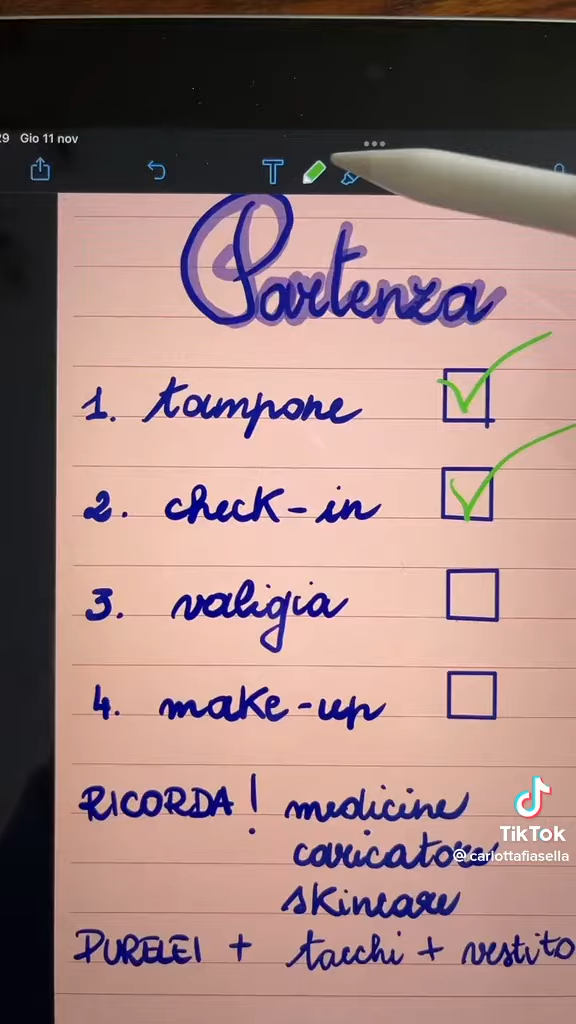 29 Gio 11 nov
T
Partenza
1. tampone
2. check-in
3. valigia
4. make-up
RICORDA! medicine
caricatore
skincare
PURELEI + tacchi + vestito
TikTok
@carlottafiasella